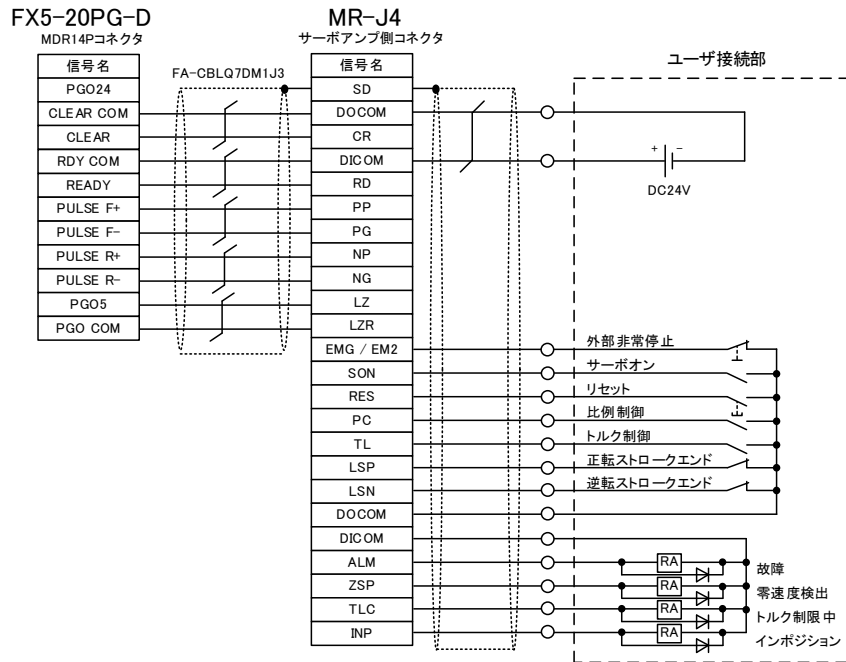 FX5-20PG-D
MDR14Pコネクタ
MR-J4
サーボアンプ側コネクタ
ユーザ接続部
FA-CBLQ7DM1J3
信号名
PGO24
CLEAR COM
CLEAR
RDY COM
READY
PULSE F+
PULSE F-
PULSE R+
PULSE R-
PGO5
PGO COM
信号名
SD
DOCOM
CR
DICOM
RD
PP
PG
NP
NG
LZ
LZR
EMG / EM2
SON
RES
PC
TL
LSP
LSN
DOCOM
DICOM
ALM
ZSP
TLC
INP
+ -
DC24V
外部非常停止
サーボオン
リセット
比例制御
トルク制御
正転ストロークエンド
逆転ストロークエンド
RA
故障
RA
零速度検出
RA
トルク制限中
RA
インポジション